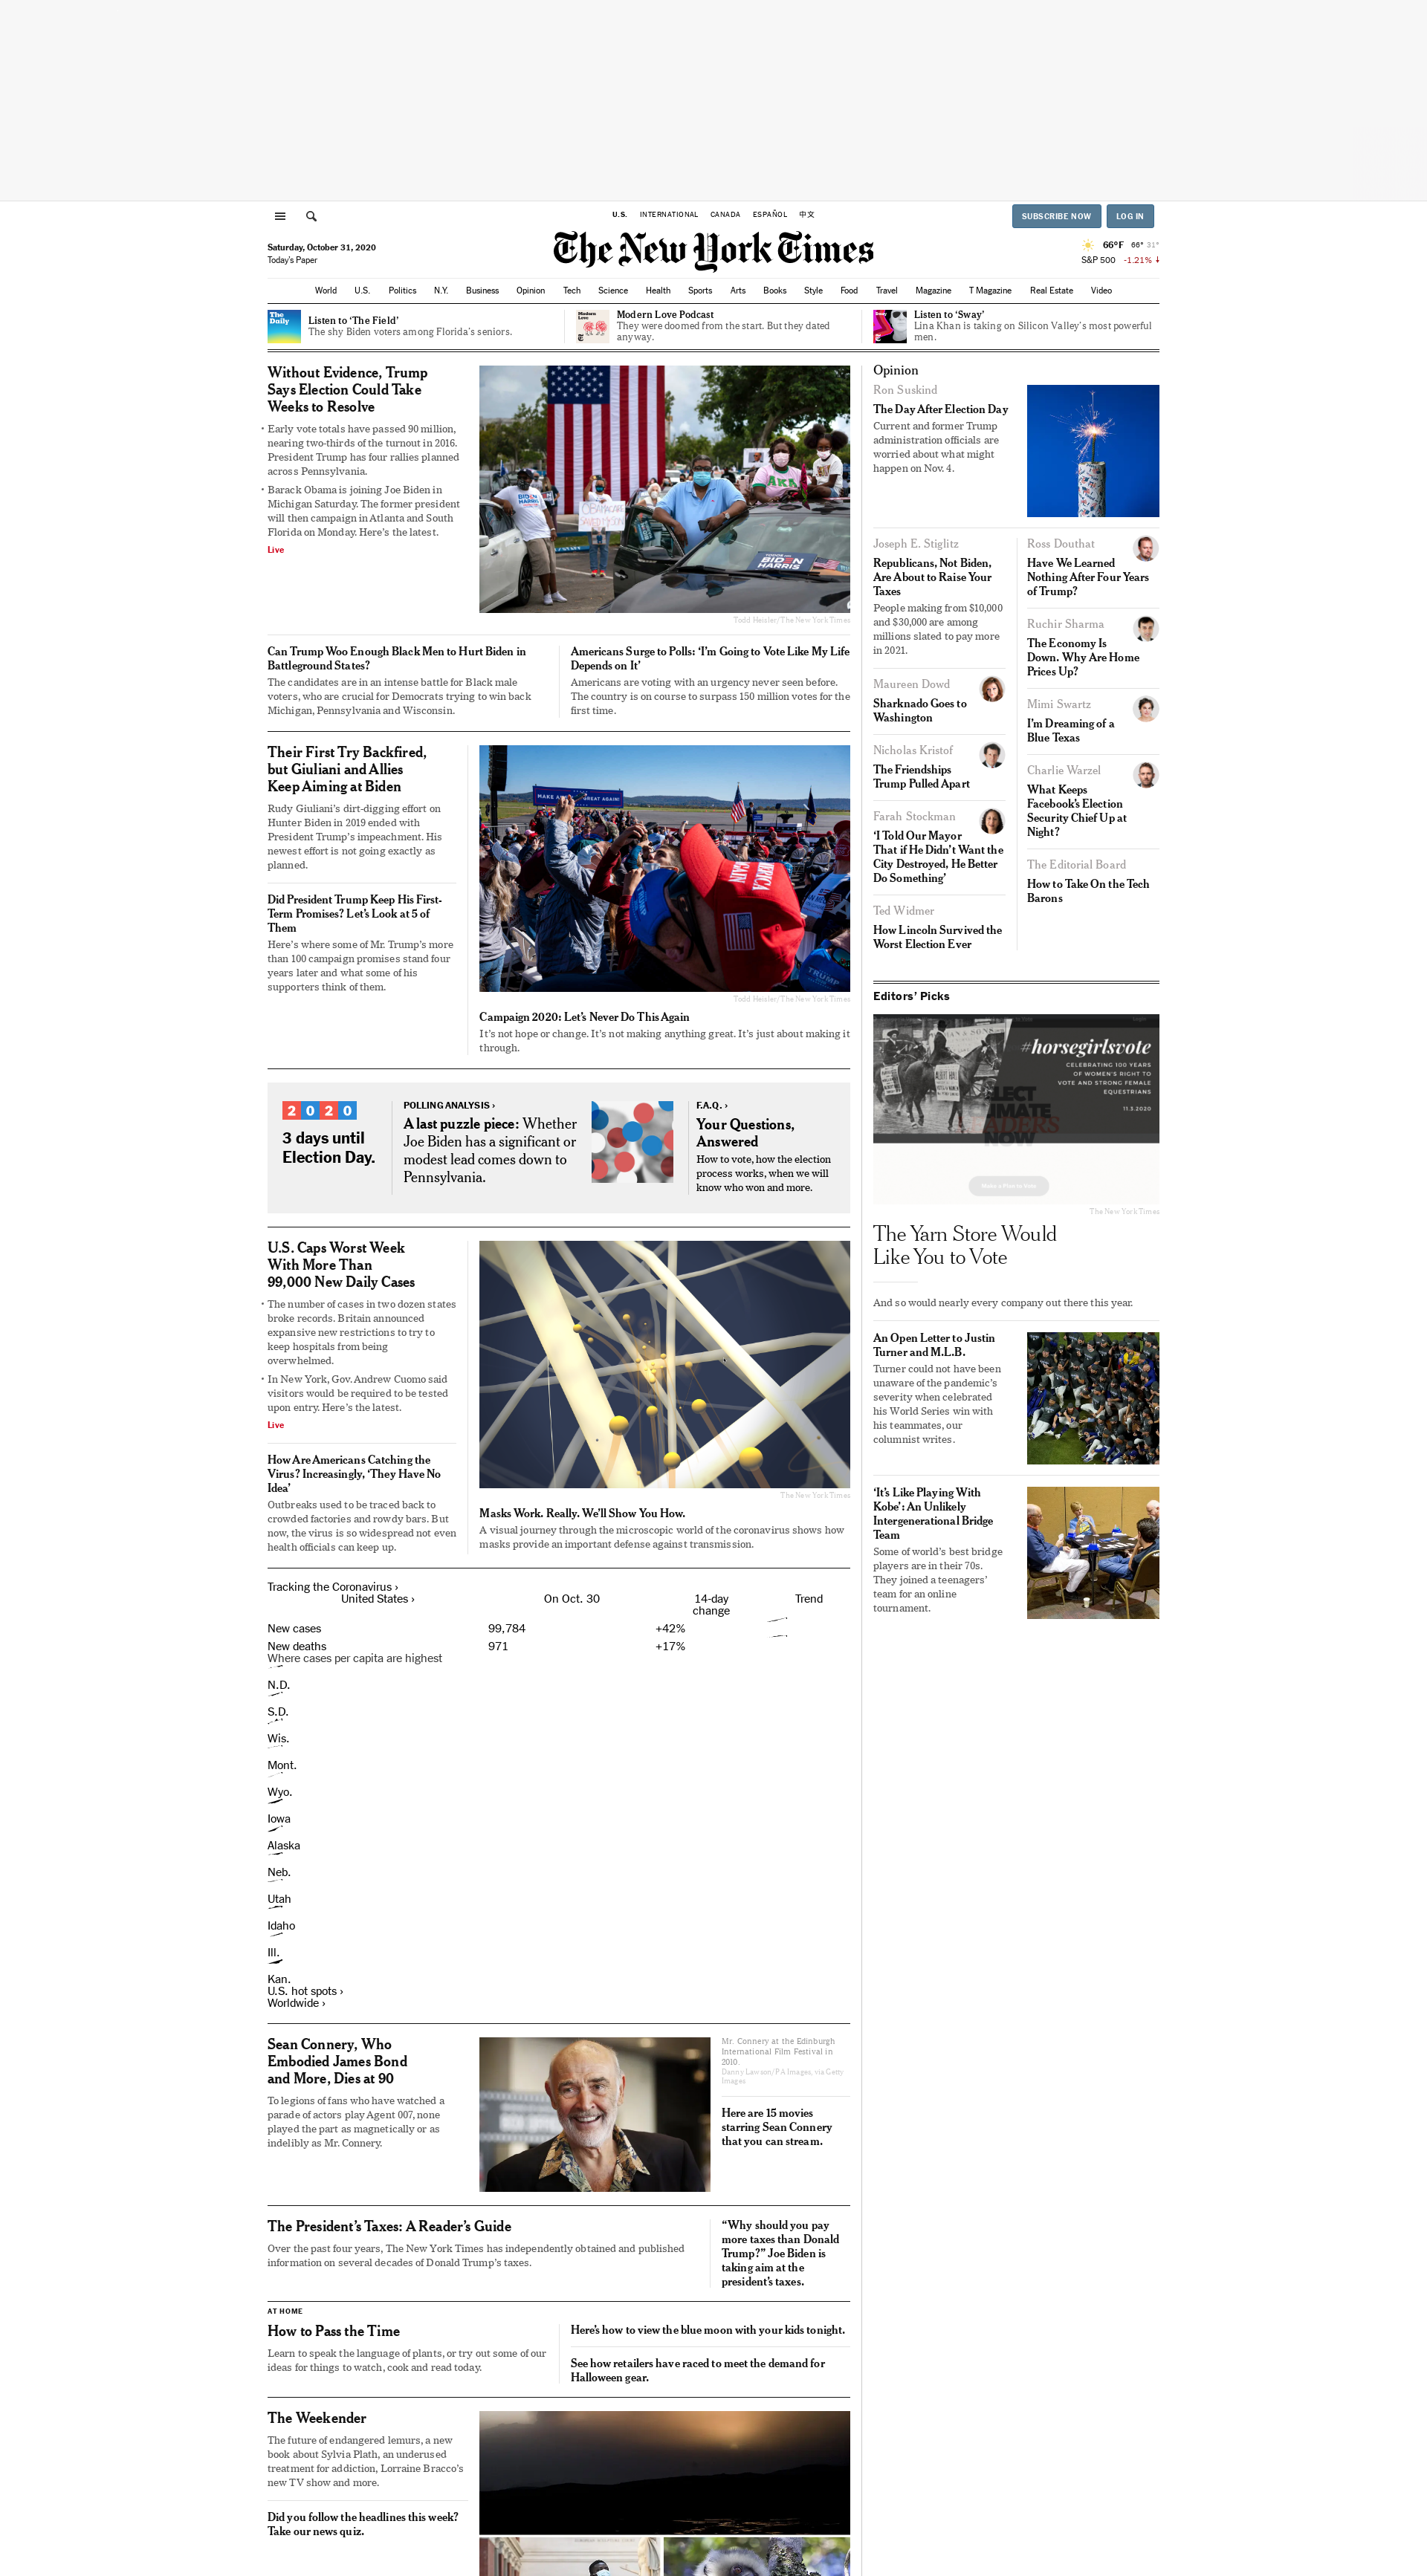 U.S.
INTERNATIONAL
CANADA
ESPAÑOL
中文
SUBSCRIBE NOW
LOG IN
Saturday, October 31, 2020
Today's Paper
The New York Times
66°F 66° 31°
S&P 500 -1.21%
World U.S. Politics N.Y. Business Opinion Tech Science Health Sports Arts Books Style Food Travel Magazine T Magazine Real Estate Video
The
Daily
Listen to ‘The Field’
The shy Biden voters among Florida’s seniors.
Modern
Love
Modern Love Podcast
They were doomed from the start. But they dated
anyway.
Listen to ‘Sway’
Lina Khan is taking on Silicon Valley’s most powerful
men.
Without Evidence, Trump
Says Election Could Take
Weeks to Resolve
• Early vote totals have passed 90 million,
nearing two-thirds of the turnout in 2016.
President Trump has four rallies planned
across Pennsylvania.
• Barack Obama is joining Joe Biden in
Michigan Saturday. The former president
will then campaign in Atlanta and South
Florida on Monday. Here’s the latest.
Live
BIDEN
HARRIS
Todd Heisler/The New York Times
Can Trump Woo Enough Black Men to Hurt Biden in
Battleground States?
The candidates are in an intense battle for Black male
voters, who are crucial for Democrats trying to win back
Michigan, Pennsylvania and Wisconsin.
Americans Surge to Polls: ‘I’m Going to Vote Like My Life
Depends on It’
Americans are voting with an urgency never seen before.
The country is on course to surpass 150 million votes for the
first time.
Their First Try Backfired,
but Giuliani and Allies
Keep Aiming at Biden
Rudy Giuliani’s dirt-digging effort on
Hunter Biden in 2019 ended with
President Trump’s impeachment. His
newest effort is not going exactly as
planned.
Did President Trump Keep His First-
Term Promises? Let’s Look at 5 of
Them
Here’s where some of Mr. Trump’s more
than 100 campaign promises stand four
years later and what some of his
supporters think of them.
Todd Heisler/The New York Times
Campaign 2020: Let’s Never Do This Again
It’s not hope or change. It’s not making anything great. It’s just about making it
through.
2020
3 days until
Election Day.
POLLING ANALYSIS ›
A last puzzle piece: Whether
Joe Biden has a significant or
modest lead comes down to
Pennsylvania.
F.A.Q. ›
Your Questions,
Answered
How to vote, how the election
process works, when we will
know who won and more.
U.S. Caps Worst Week
With More Than
99,000 New Daily Cases
• The number of cases in two dozen states
broke records. Britain announced
expansive new restrictions to try to
keep hospitals from being
overwhelmed.
• In New York, Gov. Andrew Cuomo said
visitors would be required to be tested
upon entry. Here’s the latest.
Live
How Are Americans Catching the
Virus? Increasingly, ‘They Have No
Idea’
Outbreaks used to be traced back to
crowded factories and rowdy bars. But
now, the virus is so widespread not even
health officials can keep up.
The New York Times
Masks Work. Really. We’ll Show You How.
A visual journey through the microscopic world of the coronavirus shows how
masks provide an important defense against transmission.
Tracking the Coronavirus ›
United States › On Oct. 30 14-day
change Trend
New cases 99,784 +42%
New deaths 971 +17%
Where cases per capita are highest
N.D.
S.D.
Wis.
Mont.
Wyo.
Iowa
Alaska
Neb.
Utah
Idaho
Ill.
Kan.
U.S. hot spots ›
Worldwide ›
Sean Connery, Who
Embodied James Bond
and More, Dies at 90
To legions of fans who have watched a
parade of actors play Agent 007, none
played the part as magnetically or as
indelibly as Mr. Connery.
Mr. Connery at the Edinburgh
International Film Festival in
2010.
Danny Lawson/PA Images, via Getty
Images
Here are 15 movies
starring Sean Connery
that you can stream.
The President’s Taxes: A Reader’s Guide
Over the past four years, The New York Times has independently obtained and published
information on several decades of Donald Trump’s taxes.
“Why should you pay
more taxes than Donald
Trump?” Joe Biden is
taking aim at the
president’s taxes.
AT HOME
How to Pass the Time
Learn to speak the language of plants, or try out some of our
ideas for things to watch, cook and read today.
Here’s how to view the blue moon with your kids tonight.
See how retailers have raced to meet the demand for
Halloween gear.
The Weekender
The future of endangered lemurs, a new
book about Sylvia Plath, an underused
treatment for addiction, Lorraine Bracco’s
new TV show and more.
Did you follow the headlines this week?
Take our news quiz.
Opinion
Ron Suskind
The Day After Election Day
Current and former Trump
administration officials are
worried about what might
happen on Nov. 4.
Joseph E. Stiglitz
Republicans, Not Biden,
Are About to Raise Your
Taxes
People making from $10,000
and $30,000 are among
millions slated to pay more
in 2021.
Maureen Dowd
Sharknado Goes to
Washington
Nicholas Kristof
The Friendships
Trump Pulled Apart
Farah Stockman
‘I Told Our Mayor
That if He Didn’t Want the
City Destroyed, He Better
Do Something’
Ted Widmer
How Lincoln Survived the
Worst Election Ever
Ross Douthat
Have We Learned
Nothing After Four Years
of Trump?
Ruchir Sharma
The Economy Is
Down. Why Are Home
Prices Up?
Mimi Swartz
I’m Dreaming of a
Blue Texas
Charlie Warzel
What Keeps
Facebook’s Election
Security Chief Up at
Night?
The Editorial Board
How to Take On the Tech
Barons
Editors’ Picks
#horsegirlsvote
CELEBRATING 100 YEARS
OF WOMEN'S RIGHT TO
VOTE AND STRONG FEMALE
EQUESTRIANS
11.3.2020
LEADERS
NOW
Make a Plan to Vote
The New York Times
The Yarn Store Would
Like You to Vote
And so would nearly every company out there this year.
An Open Letter to Justin
Turner and M.L.B.
Turner could not have been
unaware of the pandemic’s
severity when celebrated
his World Series win with
his teammates, our
columnist writes.
‘It’s Like Playing With
Kobe’: An Unlikely
Intergenerational Bridge
Team
Some of world’s best bridge
players are in their 70s.
They joined a teenagers’
team for an online
tournament.